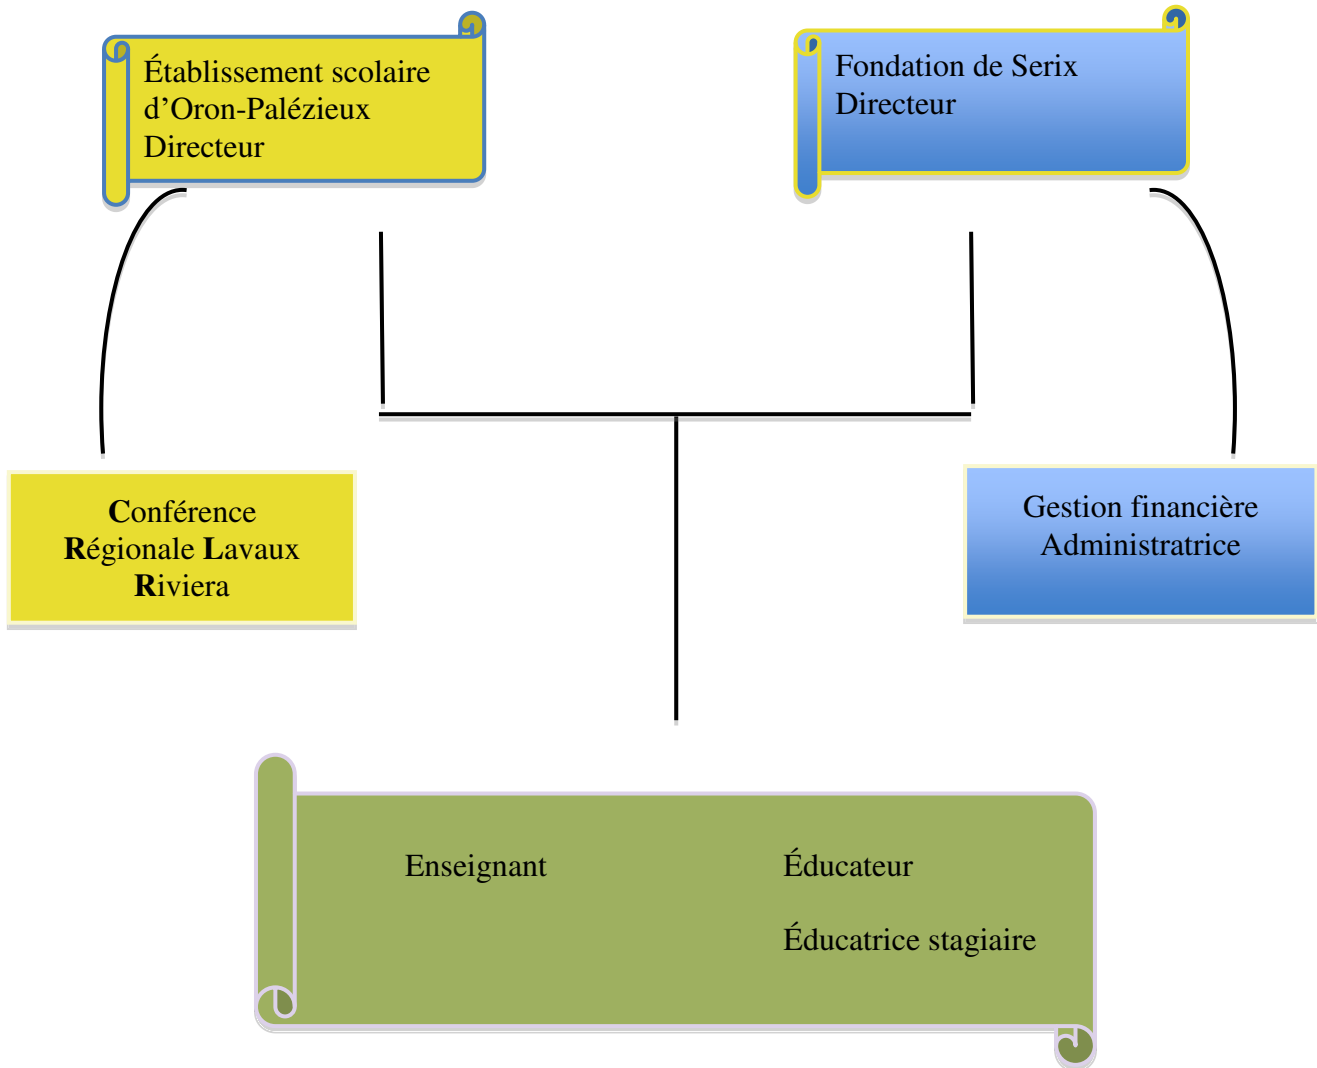 Établissement scolaire
d’Oron-Palézieux
Directeur
Fondation de Serix
Directeur
Conférence
Régionale Lavaux
Riviera
Gestion financière
Administratrice
Enseignant
Éducateur
Éducatrice stagiaire